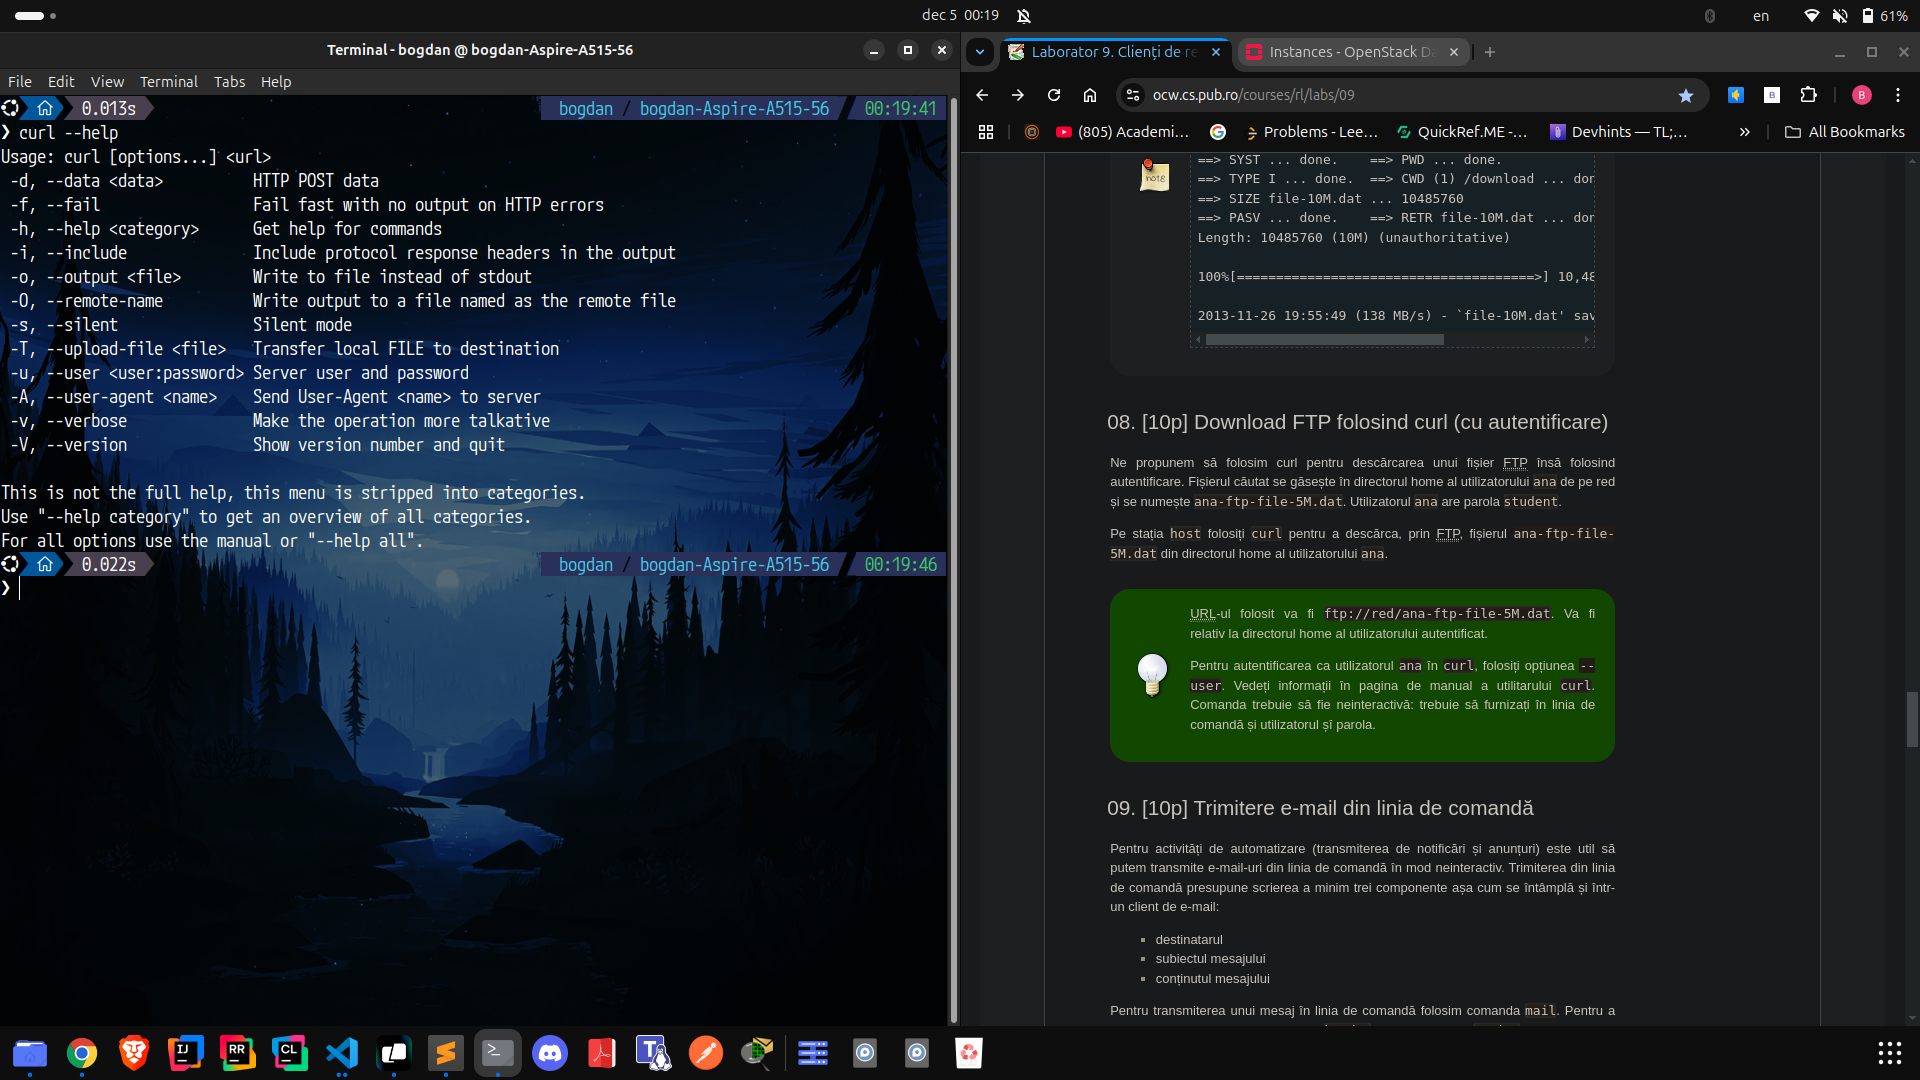 dec 5 00:19
en
61%
Terminal - bogdan @ bogdan-Aspire-A515-56
File Edit View Terminal Tabs Help
0.013s bogdan / bogdan-Aspire-A515-56 00:19:41
❯ curl --help
Usage: curl [options...] <url>
-d, --data <data> HTTP POST data
-f, --fail Fail fast with no output on HTTP errors
-h, --help <category> Get help for commands
-i, --include Include protocol response headers in the output
-o, --output <file> Write to file instead of stdout
-O, --remote-name Write output to a file named as the remote file
-s, --silent Silent mode
-T, --upload-file <file> Transfer local FILE to destination
-u, --user <user:password> Server user and password
-A, --user-agent <name> Send User-Agent <name> to server
-v, --verbose Make the operation more talkative
-V, --version Show version number and quit
This is not the full help, this menu is stripped into categories.
Use "--help category" to get an overview of all categories.
For all options use the manual or "--help all".
0.022s bogdan / bogdan-Aspire-A515-56 00:19:46
❯
Laborator 9. Clienți de re
Instances - OpenStack Da
ocw.cs.pub.ro/courses/rl/labs/09
B
B
(805) Academi...
Problems - Lee...
QuickRef.ME -...
Devhints — TL;...
»
All Bookmarks
note
==> SYST ... done. ==> PWD ... done.
==> TYPE I ... done. ==> CWD (1) /download ... don
==> SIZE file-10M.dat ... 10485760
==> PASV ... done. ==> RETR file-10M.dat ... don
Length: 10485760 (10M) (unauthoritative)
100%[======================================>] 10,48
2013-11-26 19:55:49 (138 MB/s) - `file-10M.dat' sav
08. [10p] Download FTP folosind curl (cu autentificare)
Ne propunem să folosim curl pentru descărcarea unui fișier FTP însă folosind
autentificare. Fișierul căutat se găsește în directorul home al utilizatorului ana de pe red
și se numește ana-ftp-file-5M.dat. Utilizatorul ana are parola student.
Pe stația host folosiți curl pentru a descărca, prin FTP, fișierul ana-ftp-file-
5M.dat din directorul home al utilizatorului ana.
URL-ul folosit va fi ftp://red/ana-ftp-file-5M.dat. Va fi
relativ la directorul home al utilizatorului autentificat.
Pentru autentificarea ca utilizatorul ana în curl, folosiți opțiunea --
user. Vedeți informații în pagina de manual a utilitarului curl.
Comanda trebuie să fie neinteractivă: trebuie să furnizați în linia de
comandă și utilizatorul șî parola.
09. [10p] Trimitere e-mail din linia de comandă
Pentru activități de automatizare (transmiterea de notificări și anunțuri) este util să
putem transmite e-mail-uri din linia de comandă în mod neinteractiv. Trimiterea din linia
de comandă presupune scrierea a minim trei componente așa cum se întâmplă și într-
un client de e-mail:
destinatarul
subiectul mesajului
conținutul mesajului
Pentru transmiterea unui mesaj în linia de comandă folosim comanda mail. Pentru a
IJ
RR
CL
T